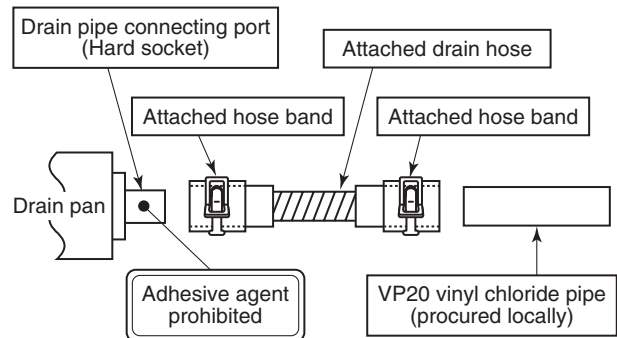 Drain pipe connecting port
(Hard socket)
Attached drain hose
Attached hose band
Attached hose band
Drain pan
Adhesive agent
prohibited
VP20 vinyl chloride pipe
(procured locally)